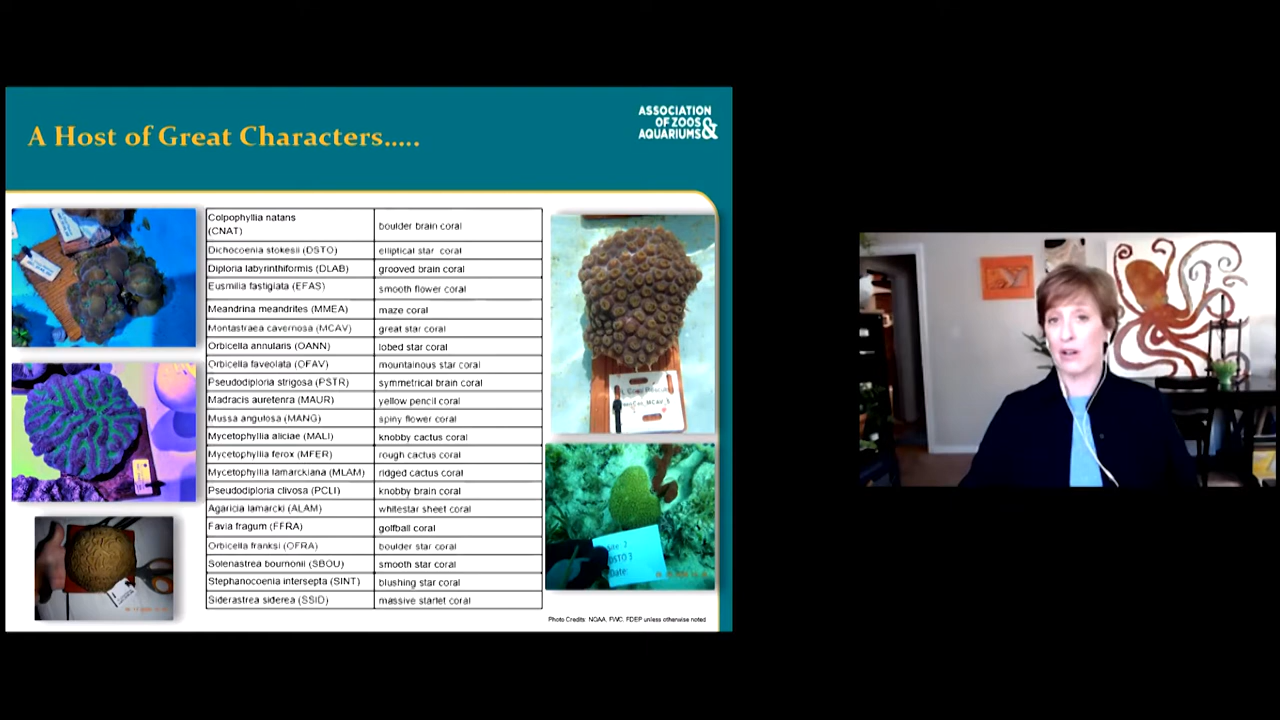 A Host of Great Characters.....
ASSOCIATION
OF ZOOS
& AQUARIUMS
Colpophyllia natans
(CNAT)
boulder brain coral
Dichocoenia stokesii (DSTO)
elliptical star coral
Diploria labyrinthiformis (DLAB)
grooved brain coral
Eusmilia fastigiata (EFAS)
smooth flower coral
Meandrina meandrites (MMEA)
maze coral
Montastraea cavernosa (MCAV)
great star coral
Orbicella annularis (OANN)
lobed star coral
Orbicella faveolata (OFAV)
mountainous star coral
Pseudodiploria strigosa (PSTR)
symmetrical brain coral
Madracis auretenra (MAUR)
yellow pencil coral
Mussa angulosa (MANG)
spiny flower coral
Mycetophyllia aliciae (MALI)
knobby cactus coral
Mycetophyllia ferox (MFER)
rough cactus coral
Mycetophyllia lamarckiana (MLAM)
ridged cactus coral
Pseudodiploria clivosa (PCLI)
knobby brain coral
Agaricia lamarcki (ALAM)
whitestar sheet coral
Favia fragum (FFRA)
golfball coral
Orbicella franksi (OFRA)
boulder star coral
Solenastrea bournonii (SBOU)
smooth star coral
Stephanocoenia intersepta (SINT)
blushing star coral
Siderastrea siderea (SSID)
massive starlet coral
DSTO 3
Date:
Photo Credits: NOAA, FWC, FDEP unless otherwise noted